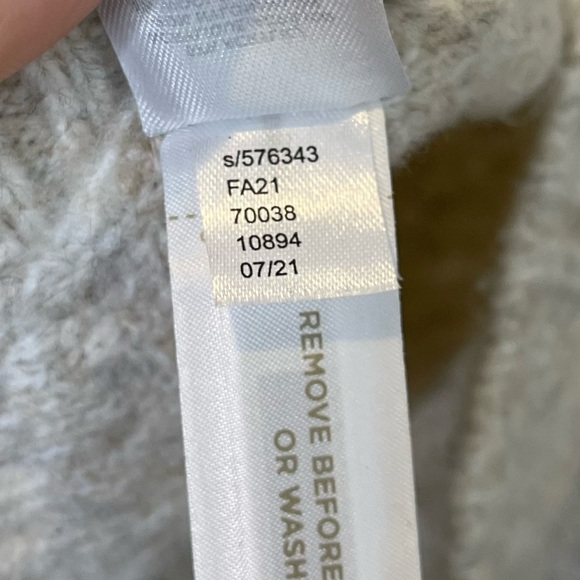 s/576343
FA21
70038
10894
07/21
REMOVE BEFORE
OR WASH